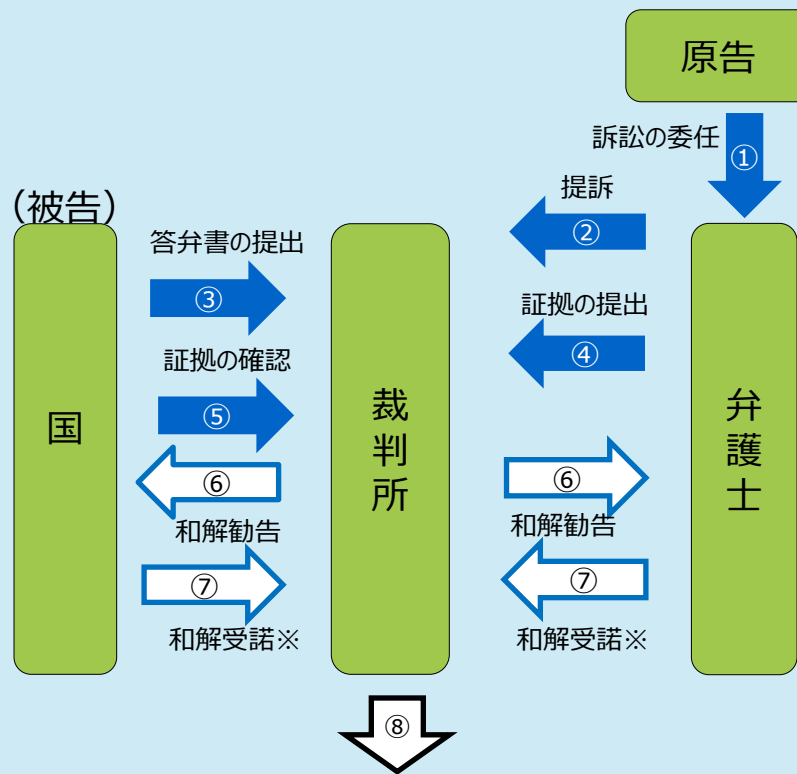 原告
訴訟の委任
①
提訴
②
(被告)
答弁書の提出
③
証拠の提出
④
証拠の確認
⑤
国
裁判所
弁護士
⑥
和解勧告
⑥
和解勧告
⑦
和解受諾※
⑦
和解受諾※
⑧